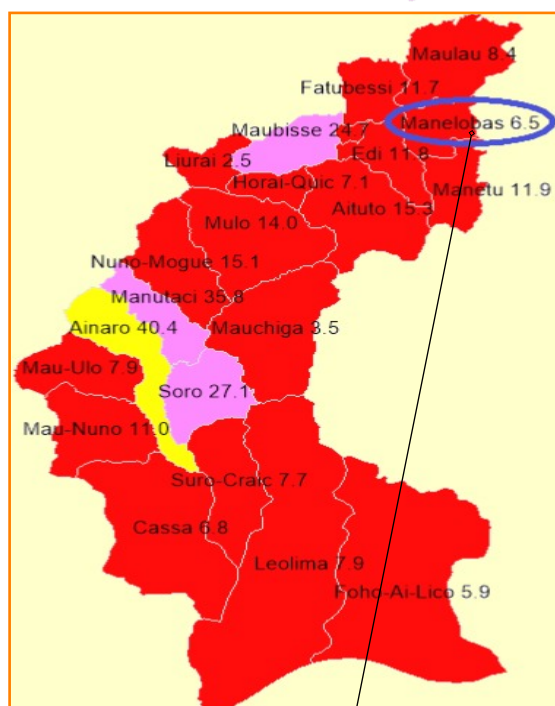 Maulau 8.4
Fatubessi 11.7
Manelobas 6.5
Maubisse 24.7
Edi 11.8
Liurai 2.5
Horai-Quic 7.1
Manetu 11.9
Aituto 15.3
Mulo 14.0
Nuno-Mogue 15.1
Manutaci 35.8
Ainaro 40.4
Mauchiga 3.5
Mau-Ulo 7.9
Soro 27.1
Mau-Nuno 11.0
Suro-Craic 7.7
Cassa 6.8
Leolima 7.9
Foho-Ai-Lico 5.9